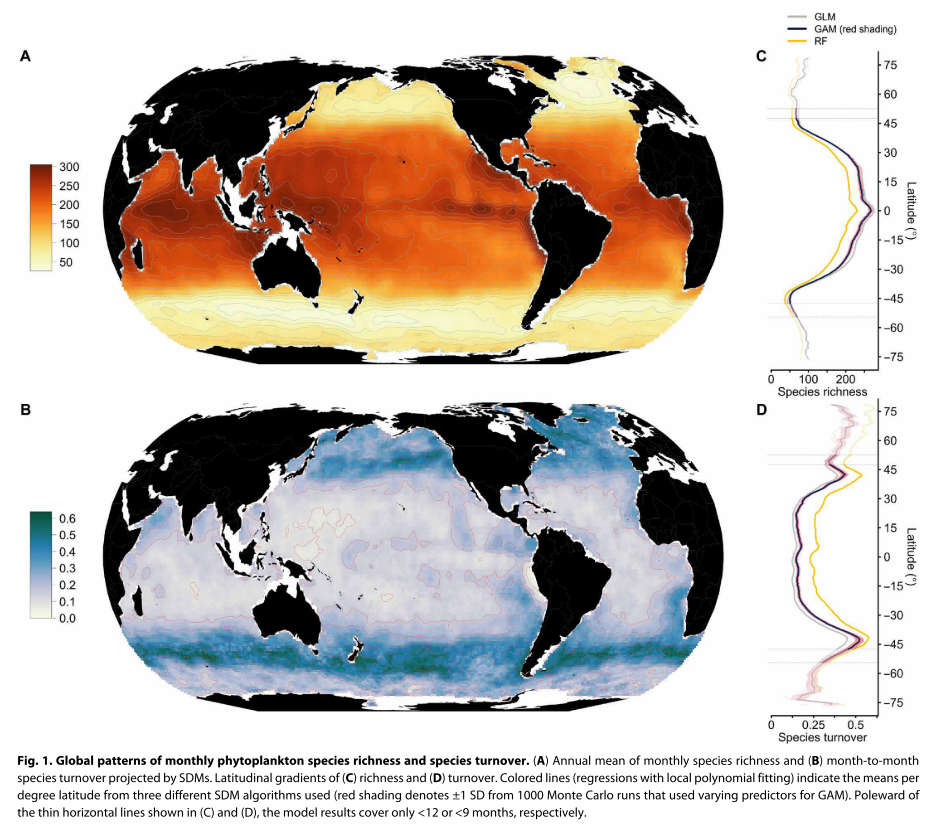 GLM
GAM (red shading)
RF
A
C
300
250
200
150
100
50
75
60
45
30
15
0
−15
−30
−45
−60
−75
Latitude (°)
0 100 200
Species richness
B
D
0.6
0.5
0.4
0.3
0.2
0.1
0.0
75
60
45
30
15
0
−15
−30
−45
−60
−75
Latitude (°)
0 0.25 0.5
Species turnover
Fig. 1. Global patterns of monthly phytoplankton species richness and species turnover. (A) Annual mean of monthly species richness and (B) month-to-month
species turnover projected by SDMs. Latitudinal gradients of (C) richness and (D) turnover. Colored lines (regressions with local polynomial fitting) indicate the means per
degree latitude from three different SDM algorithms used (red shading denotes ±1 SD from 1000 Monte Carlo runs that used varying predictors for GAM). Poleward of
the thin horizontal lines shown in (C) and (D), the model results cover only <12 or <9 months, respectively.